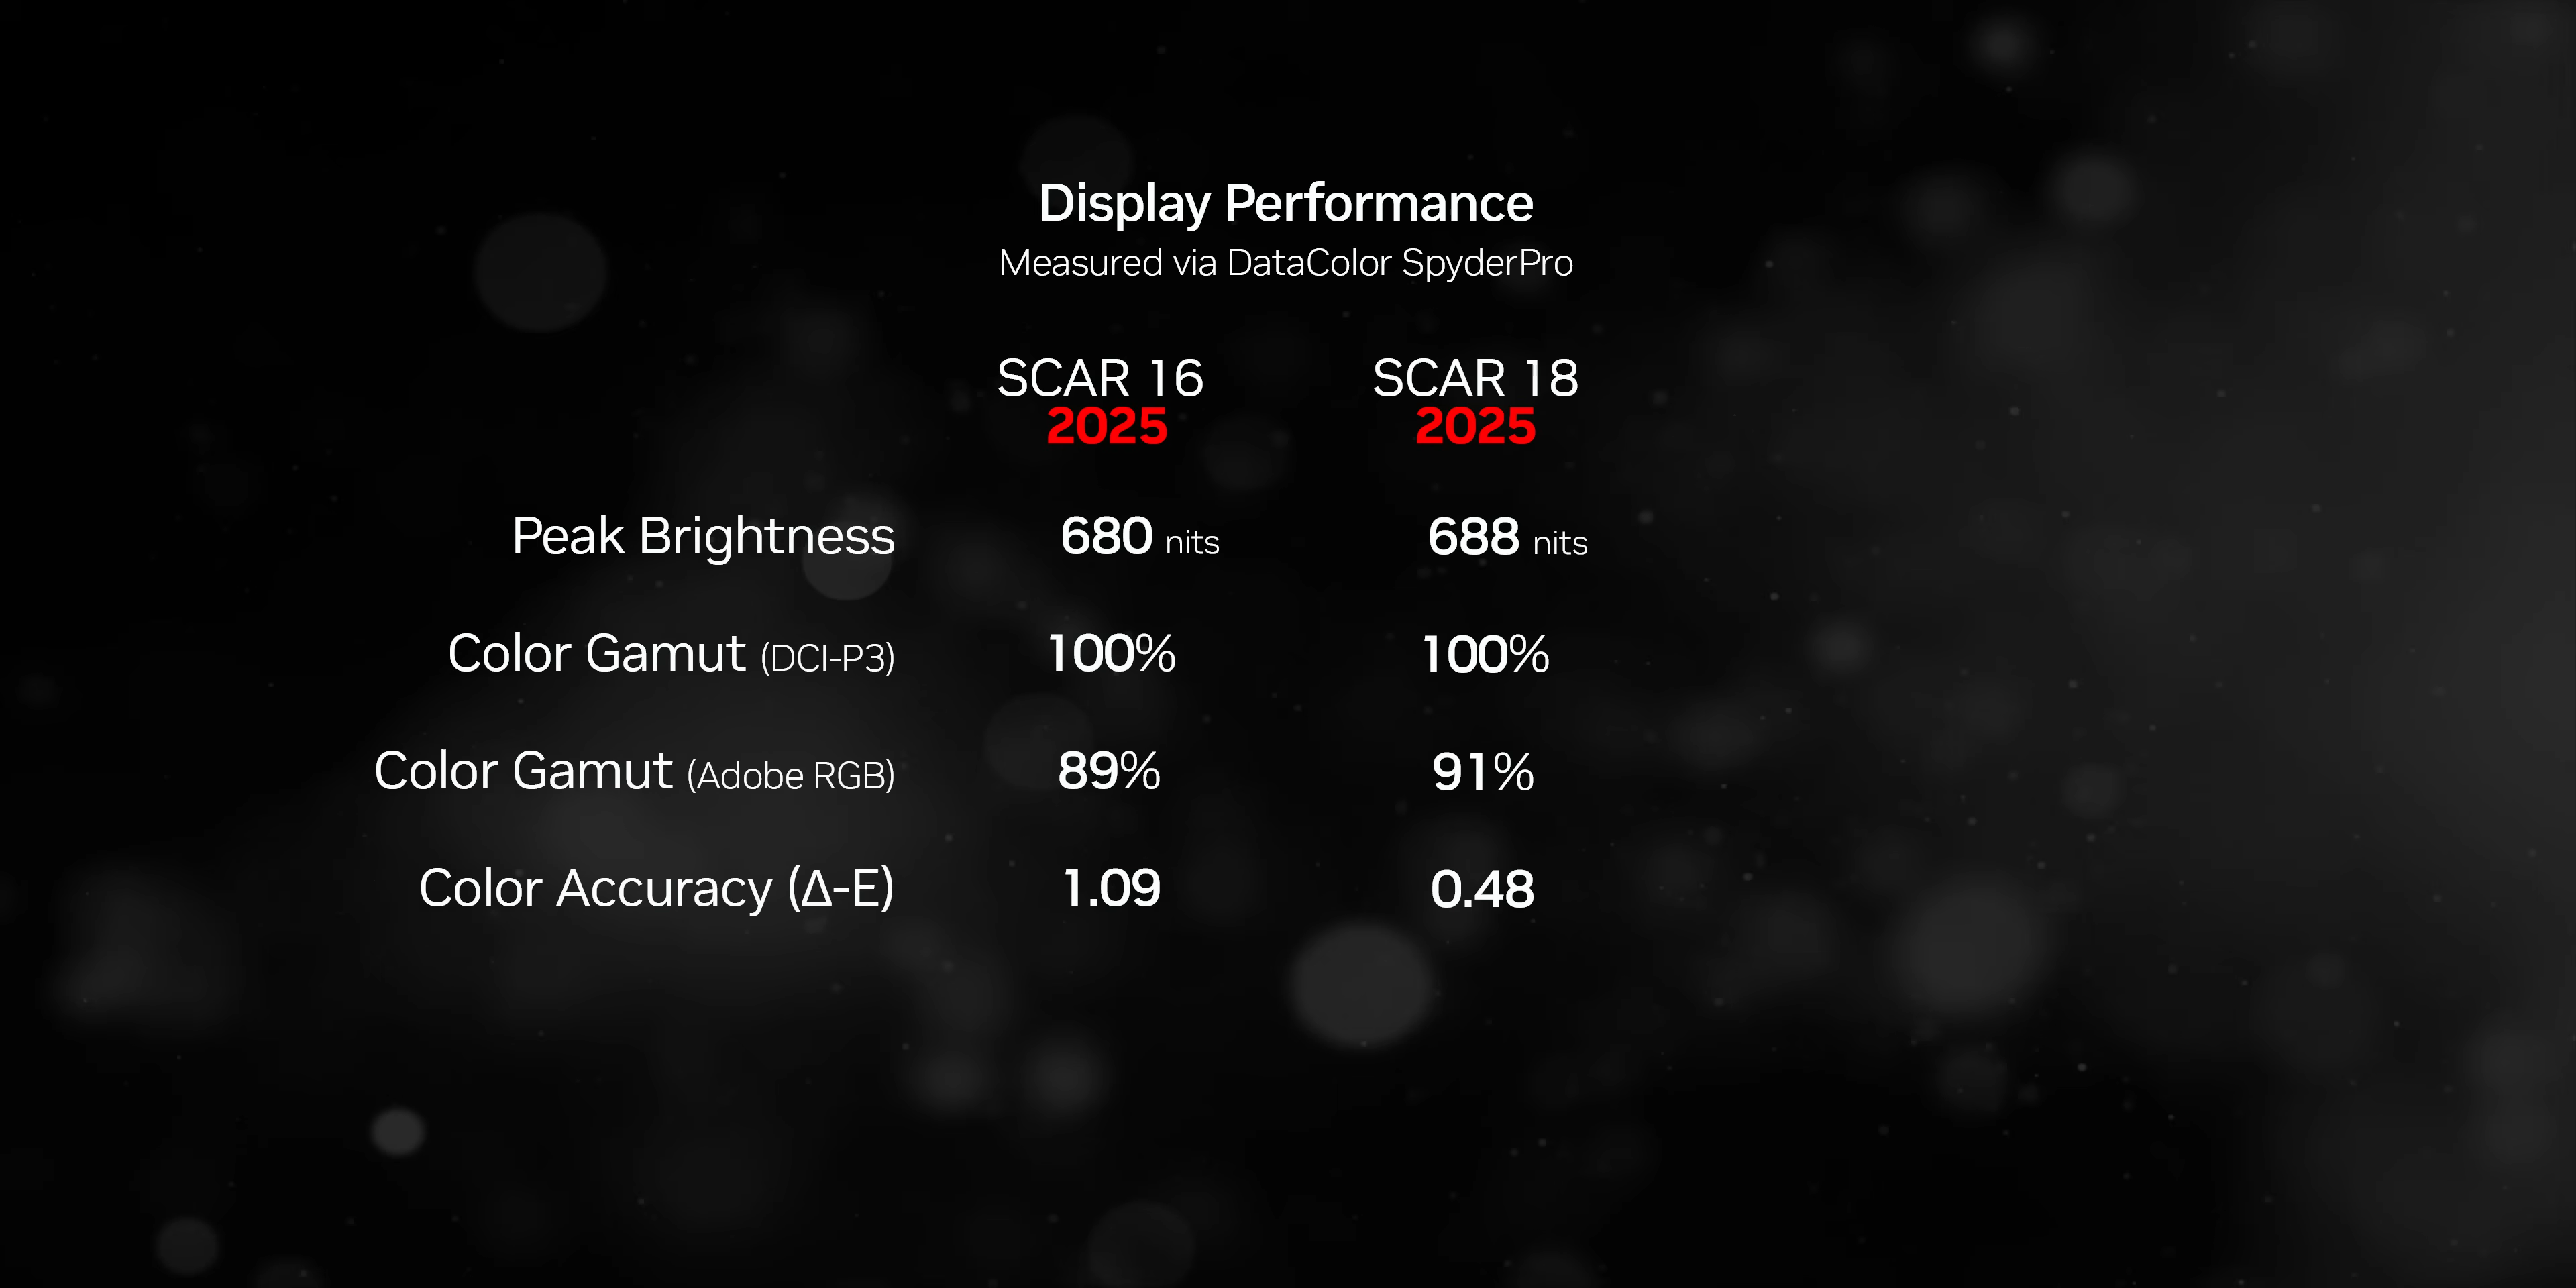 Display Performance
Measured via DataColor SpyderPro
SCAR 16 SCAR 18
2025 2025
Peak Brightness 680 nits 688 nits
Color Gamut (DCI-P3) 100% 100%
Color Gamut (Adobe RGB) 89% 91%
Color Accuracy (Δ-E) 1.09 0.48